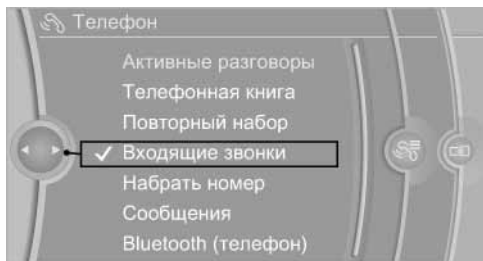 Телефон
Активные разговоры
Телефонная книга
Повторный набор
Входящие звонки
Набрать номер
Сообщения
Bluetooth (телефон)